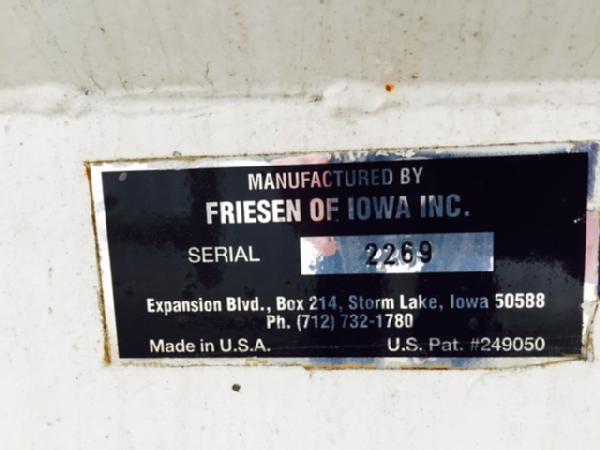 MANUFACTURED BY
FRIESEN OF IOWA INC.
SERIAL 2269
Expansion Blvd., Box 214, Storm Lake, Iowa 50588
Ph. (712) 732-1780
Made in U.S.A. U.S. Pat. #249050